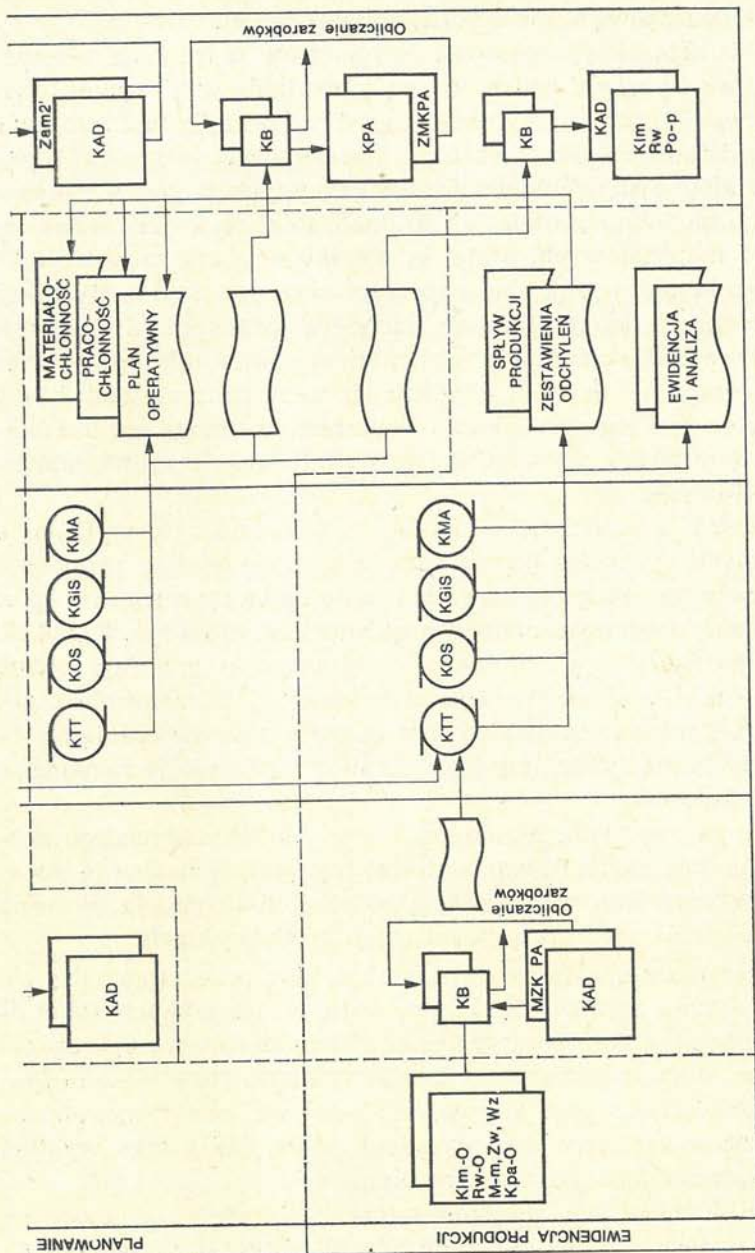 PLANOWANIE
KAD
KTT
KOS
KGiS
KMA
MATERIAŁO-
CHŁONNOŚĆ
PRACO-
CHŁONNOŚĆ
PLAN
OPERATYWNY
Zam2'
KAD
KB
Obliczanie zarobków
KPA
ZMKPA
EWIDENCJA PRODUKCJI
Klm-O
Rw-O
M-m, Zw, Wz
Kpa-O
KB
MZK PA
KAD
Obliczanie
zarobków
KTT
KOS
KGiS
KMA
SPŁYW
PRODUKCJI
ZESTAWIENIA
ODCHYLEŃ
EWIDENCJA
I ANALIZA
KB
KAD
Klm
Rw
Po-p